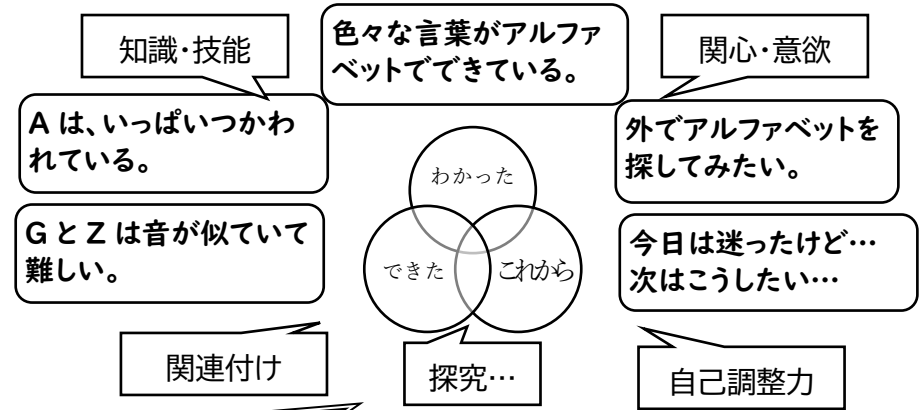 知識・技能
色々な言葉がアルファ
ベットでできている。
関心・意欲
A は、いっぱいつかわ
れている。
外でアルファベットを
探してみたい。
わかった
G と Z は音が似ていて
難しい。
できた
これから
今日は迷ったけど…
次はこうしたい…
関連付け
探究…
自己調整力